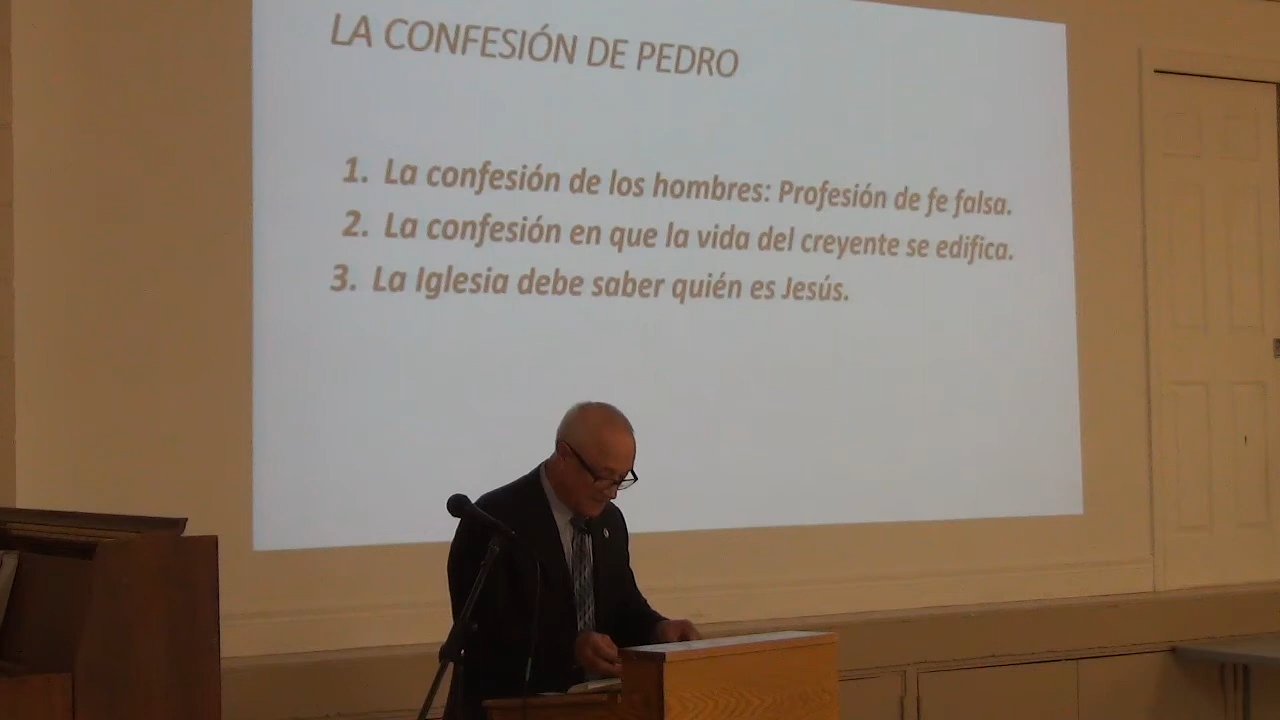 LA CONFESIÓN DE PEDRO
1. La confesión de los hombres: Profesión de fe falsa.
2. La confesión en que la vida del creyente se edifica.
3. La Iglesia debe saber quién es Jesús.